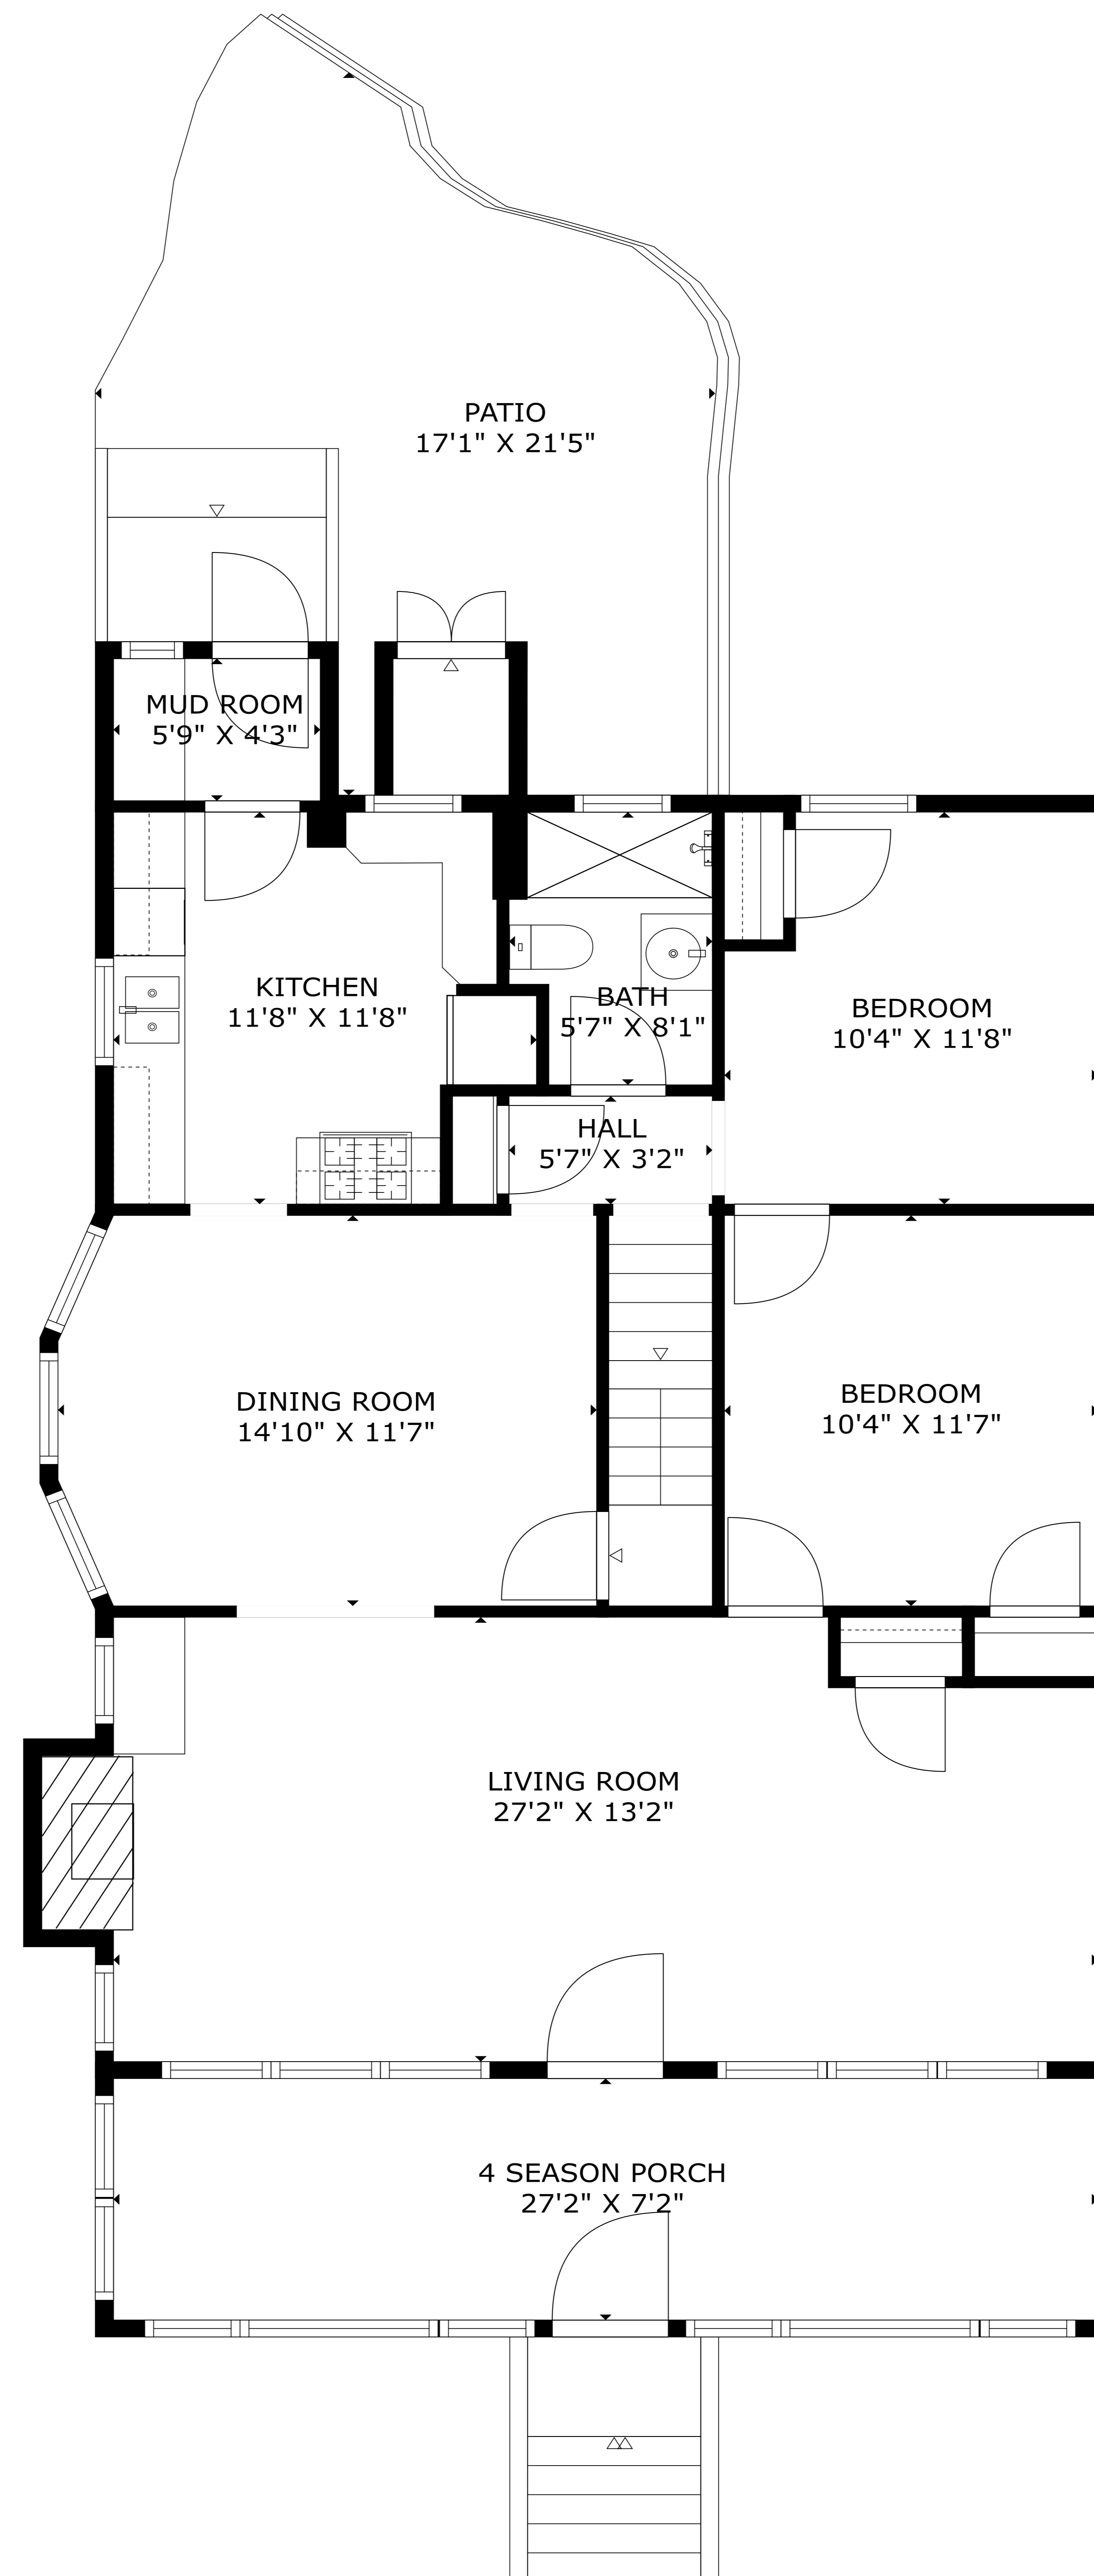 PATIO
17'1" X 21'5"
MUD ROOM
5'9" X 4'3"
KITCHEN
11'8" X 11'8"
BATH
5'7" X 8'1"
BEDROOM
10'4" X 11'8"
HALL
5'7" X 3'2"
DINING ROOM
14'10" X 11'7"
BEDROOM
10'4" X 11'7"
LIVING ROOM
27'2" X 13'2"
4 SEASON PORCH
27'2" X 7'2"